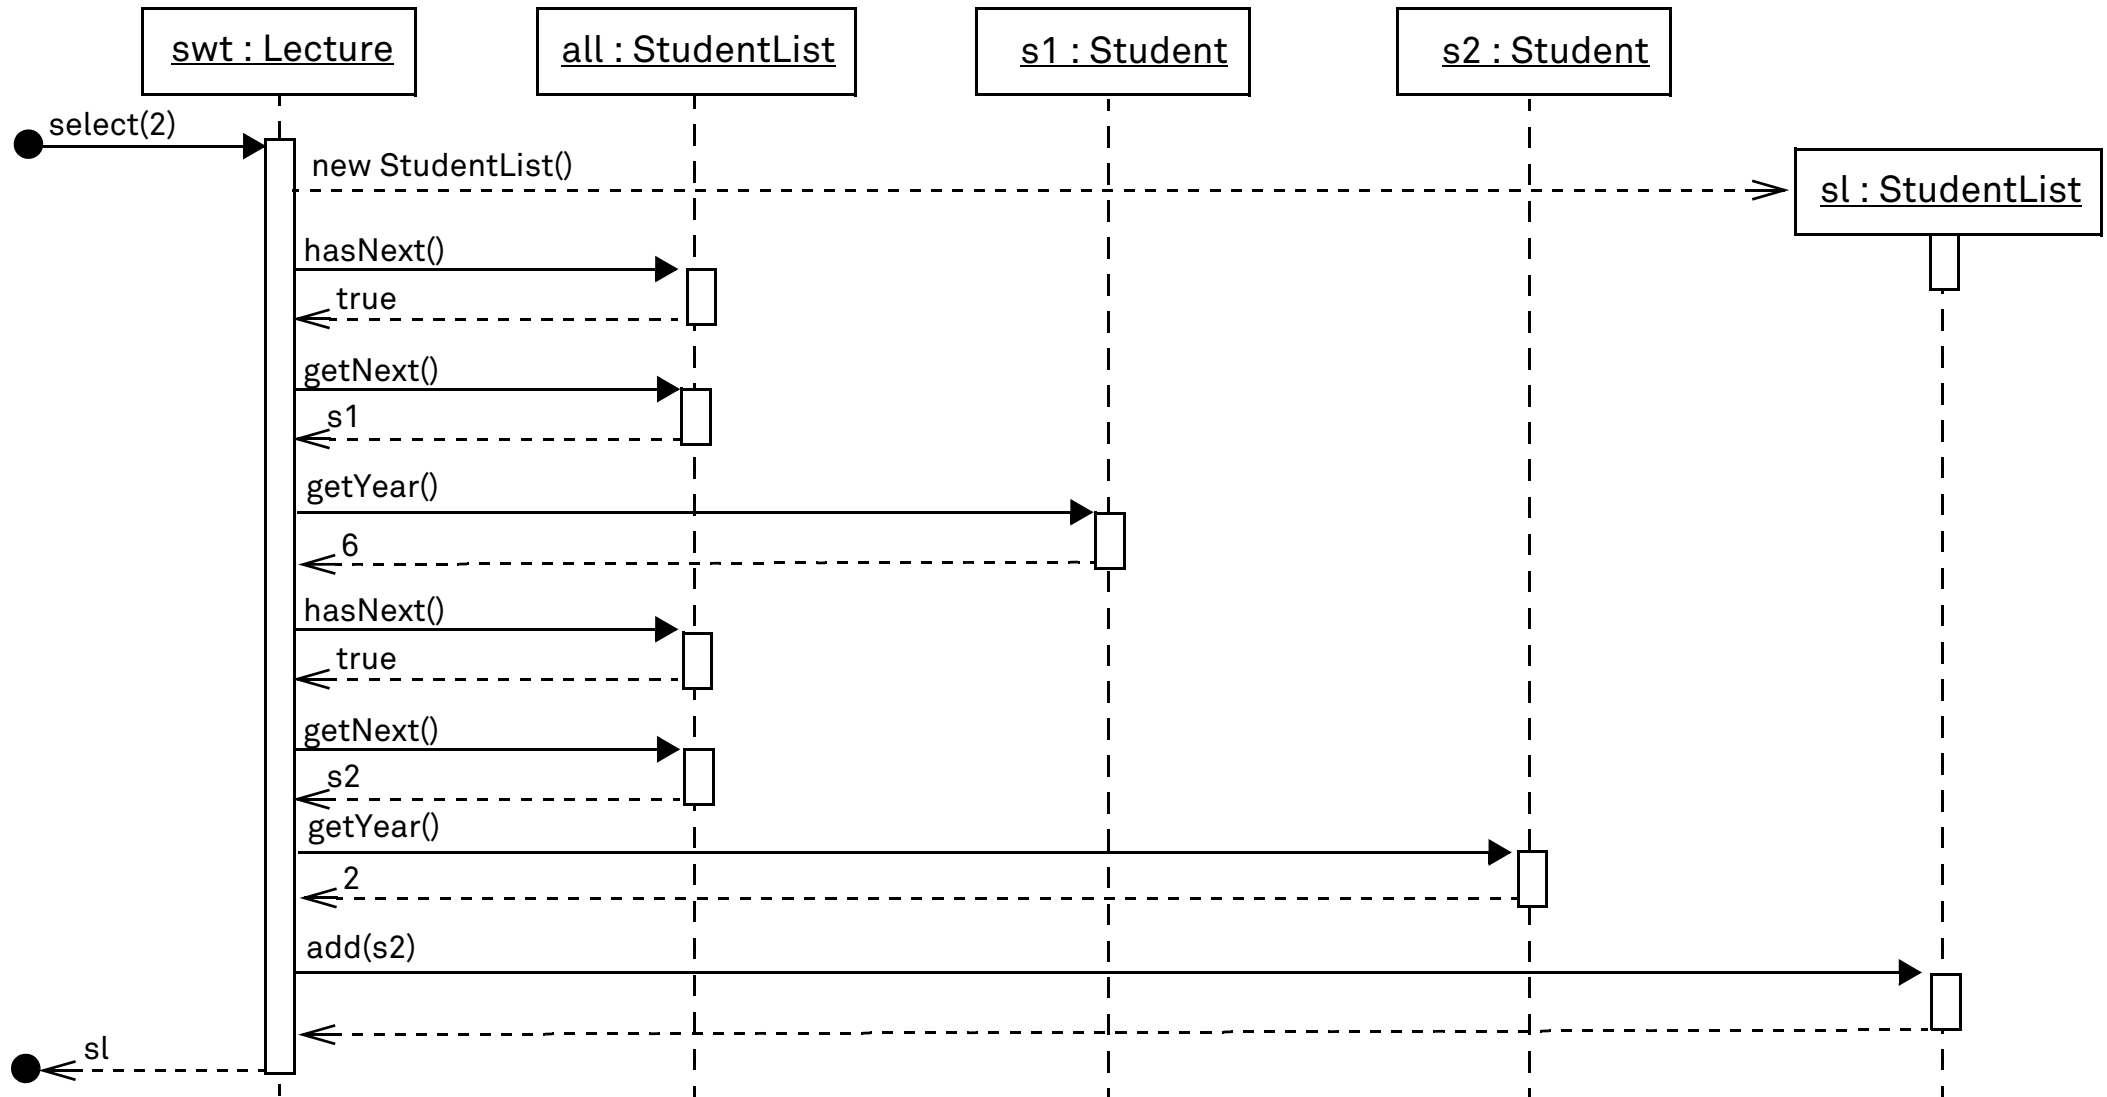 swt : Lecture
all : StudentList
s1 : Student
s2 : Student
select(2)
new StudentList()
sl : StudentList
hasNext()
true
getNext()
s1
getYear()
6
hasNext()
true
getNext()
s2
getYear()
2
add(s2)
sl